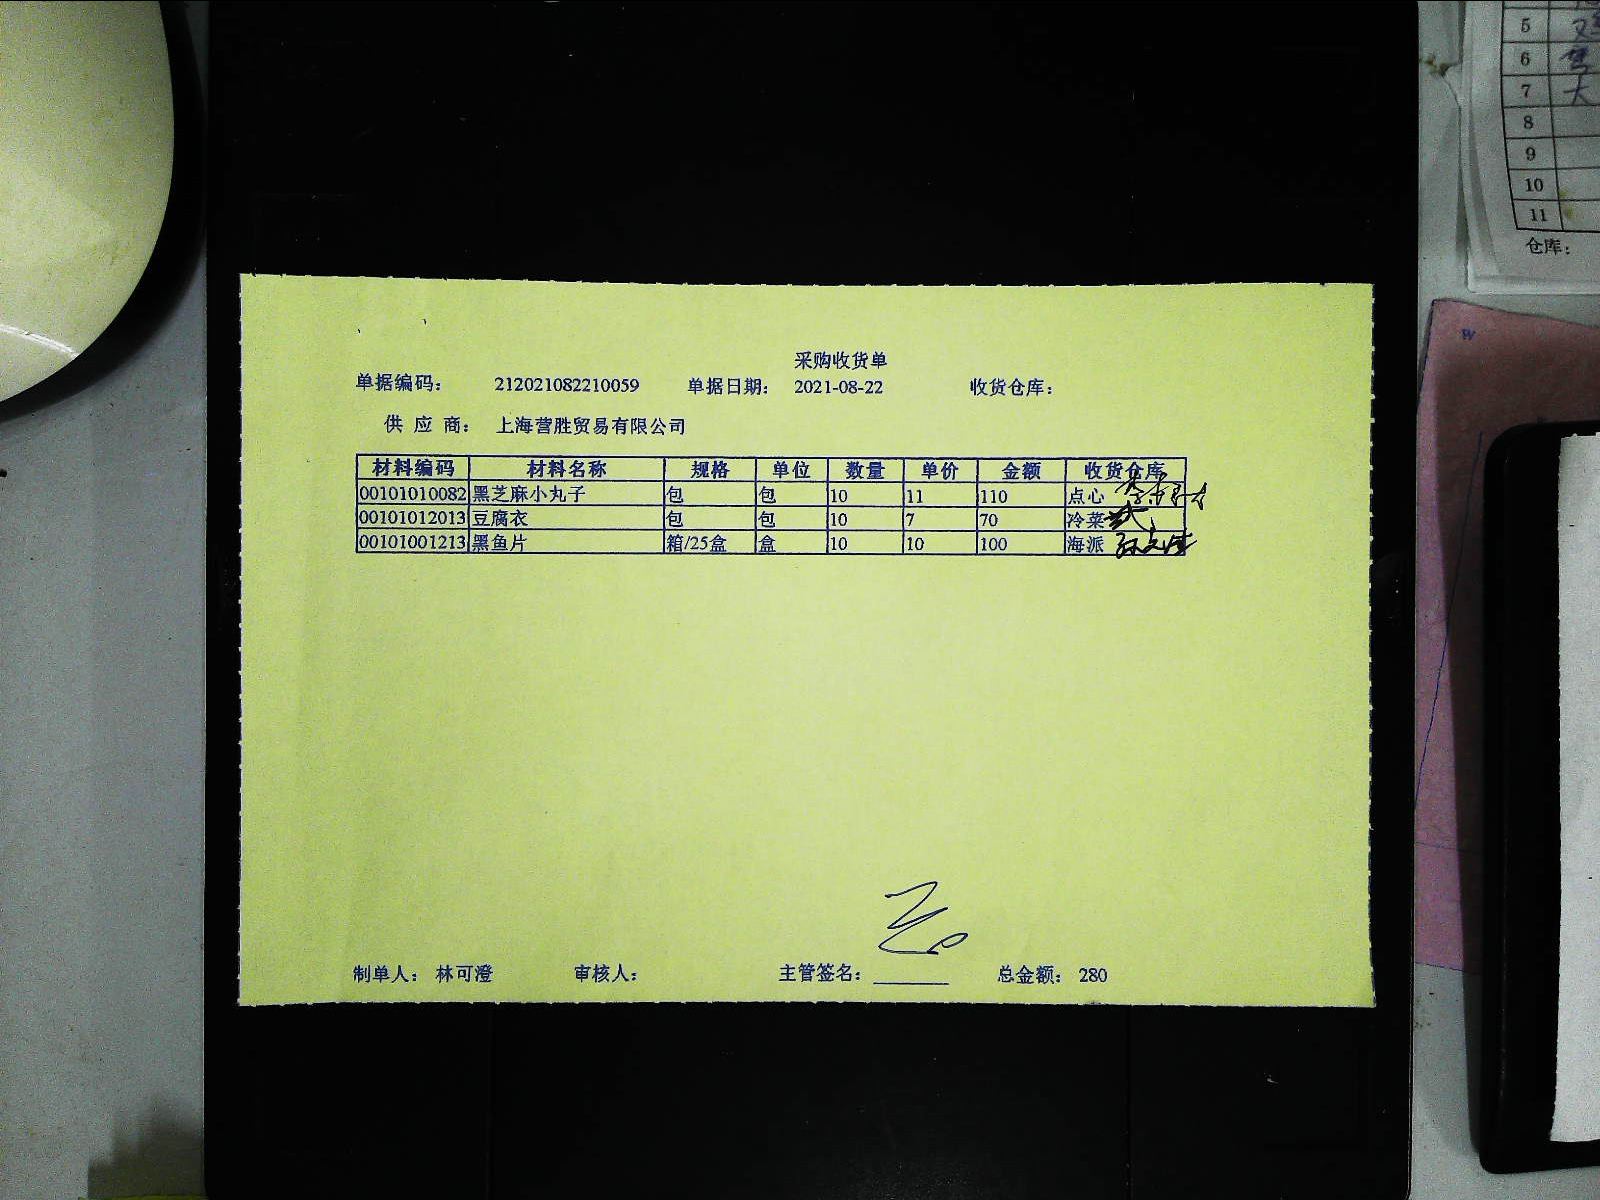 采购收货单
单据编码： 212021082210059 单据日期： 2021-08-22 收货仓库：
供 应 商： 上海营胜贸易有限公司
材料编码 材料名称 规格 单位 数量 单价 金额 收货仓库
00101010082 黑芝麻小丸子 包 包 10 11 110 点心
00101012013 豆腐衣 包 包 10 7 70 冷菜
00101001213 黑鱼片 箱/25盒 盒 10 10 100 海派
制单人： 林可澄 审核人： 主管签名： 总金额： 280
5
6
7 大
8
9
10
11
仓库：
W